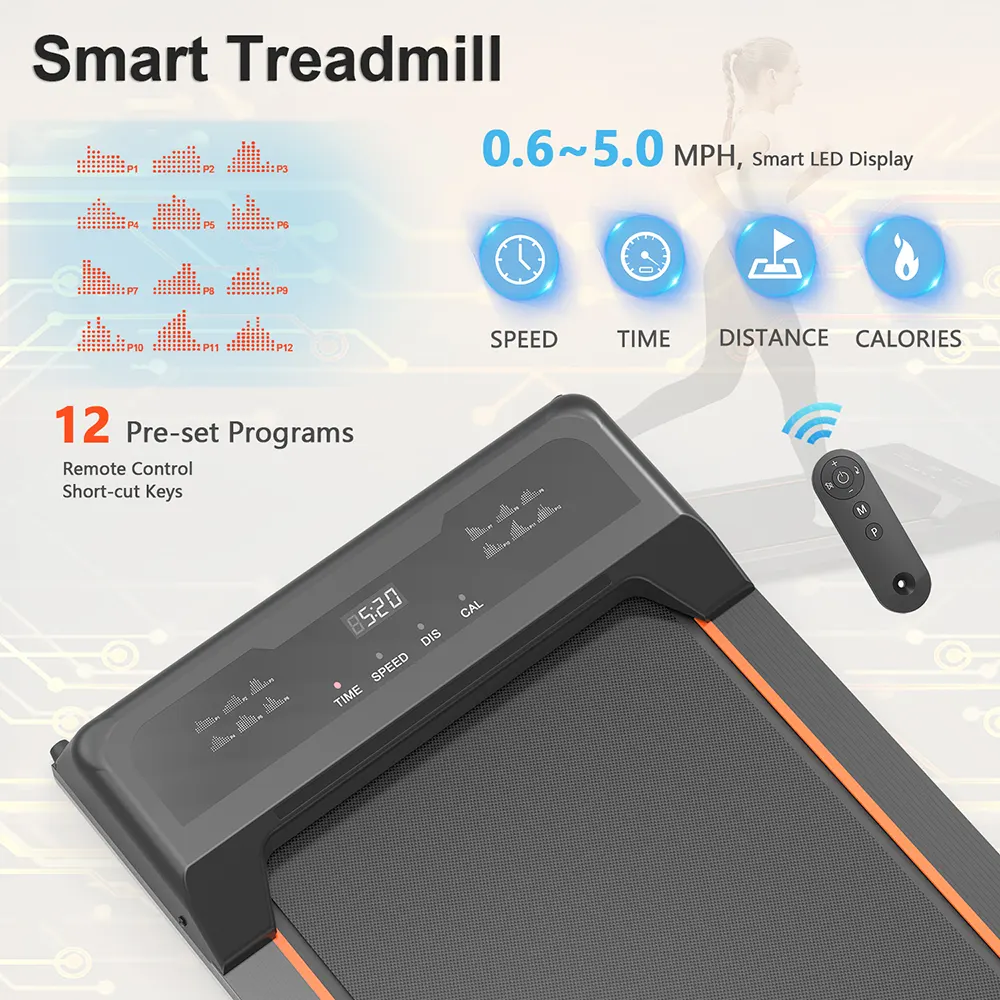 Smart Treadmill
P1 P2 P3
P4 P5 P6
P7 P8 P9
P10 P11 P12
12 Pre-set Programs
Remote Control
Short-cut Keys
0.6~5.0 MPH, Smart LED Display
SPEED TIME DISTANCE CALORIES
M
P
5:20
TIME SPEED DIS CAL